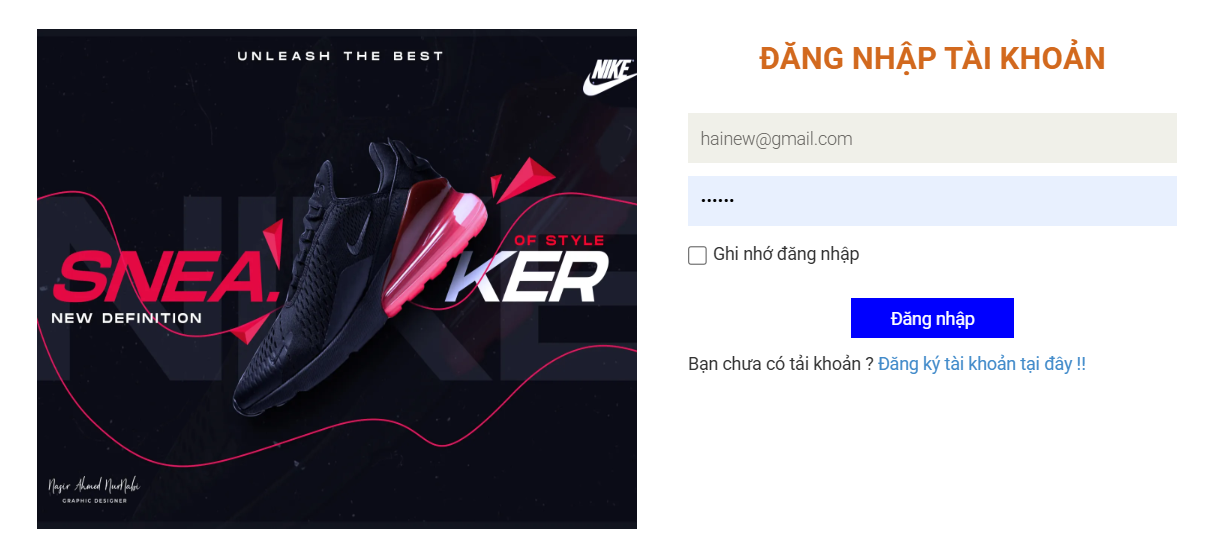 UNLEASH THE BEST
NIKE
NIKE
OF STYLE
SNEA.KER
NEW DEFINITION
Nasir Ahmed NurNabi
GRAPHIC DESIGNER
ĐĂNG NHẬP TÀI KHOẢN
hainew@gmail.com
••••••
Ghi nhớ đăng nhập
Đăng nhập
Bạn chưa có tải khoản ? Đăng ký tài khoản tại đây !!